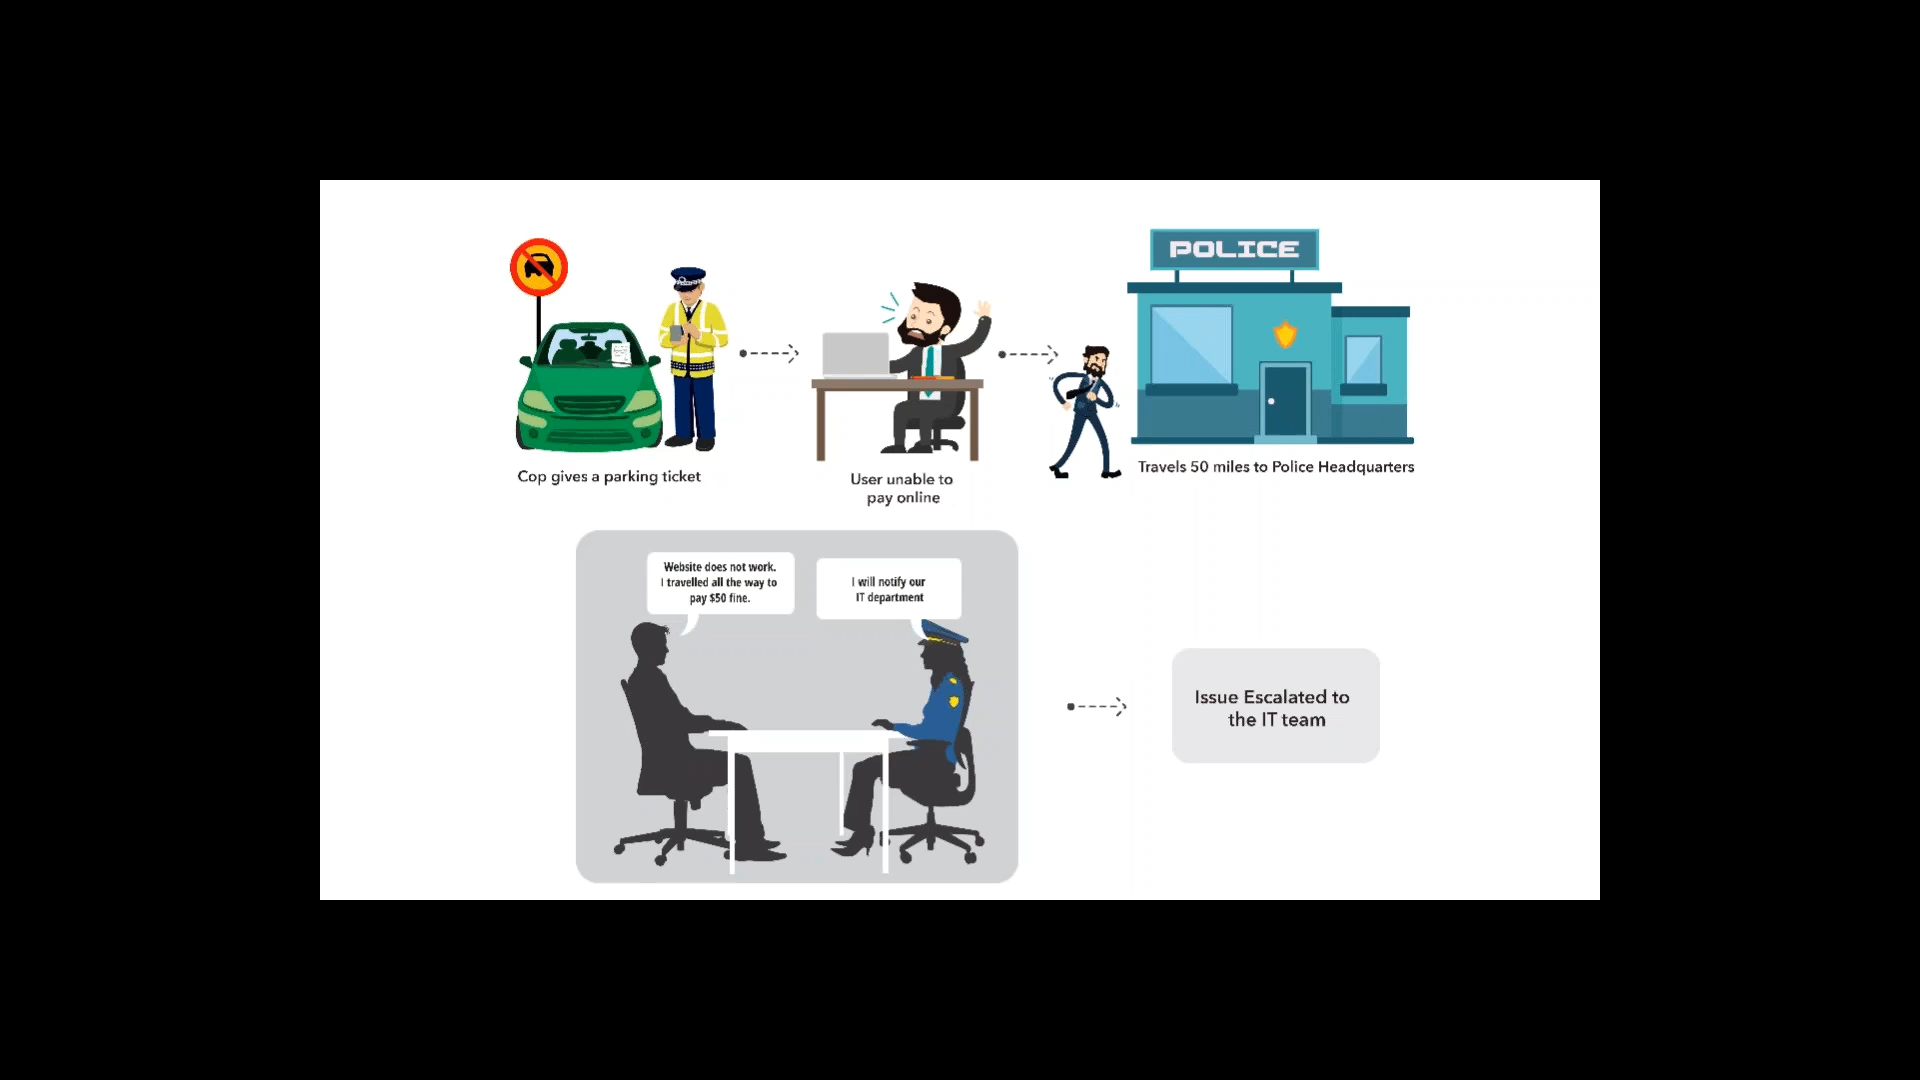 POLICE
Cop gives a parking ticket
User unable to
pay online
Travels 50 miles to Police Headquarters
Website does not work.
I travelled all the way to
pay $50 fine.
I will notify our
IT department
Issue Escalated to
the IT team